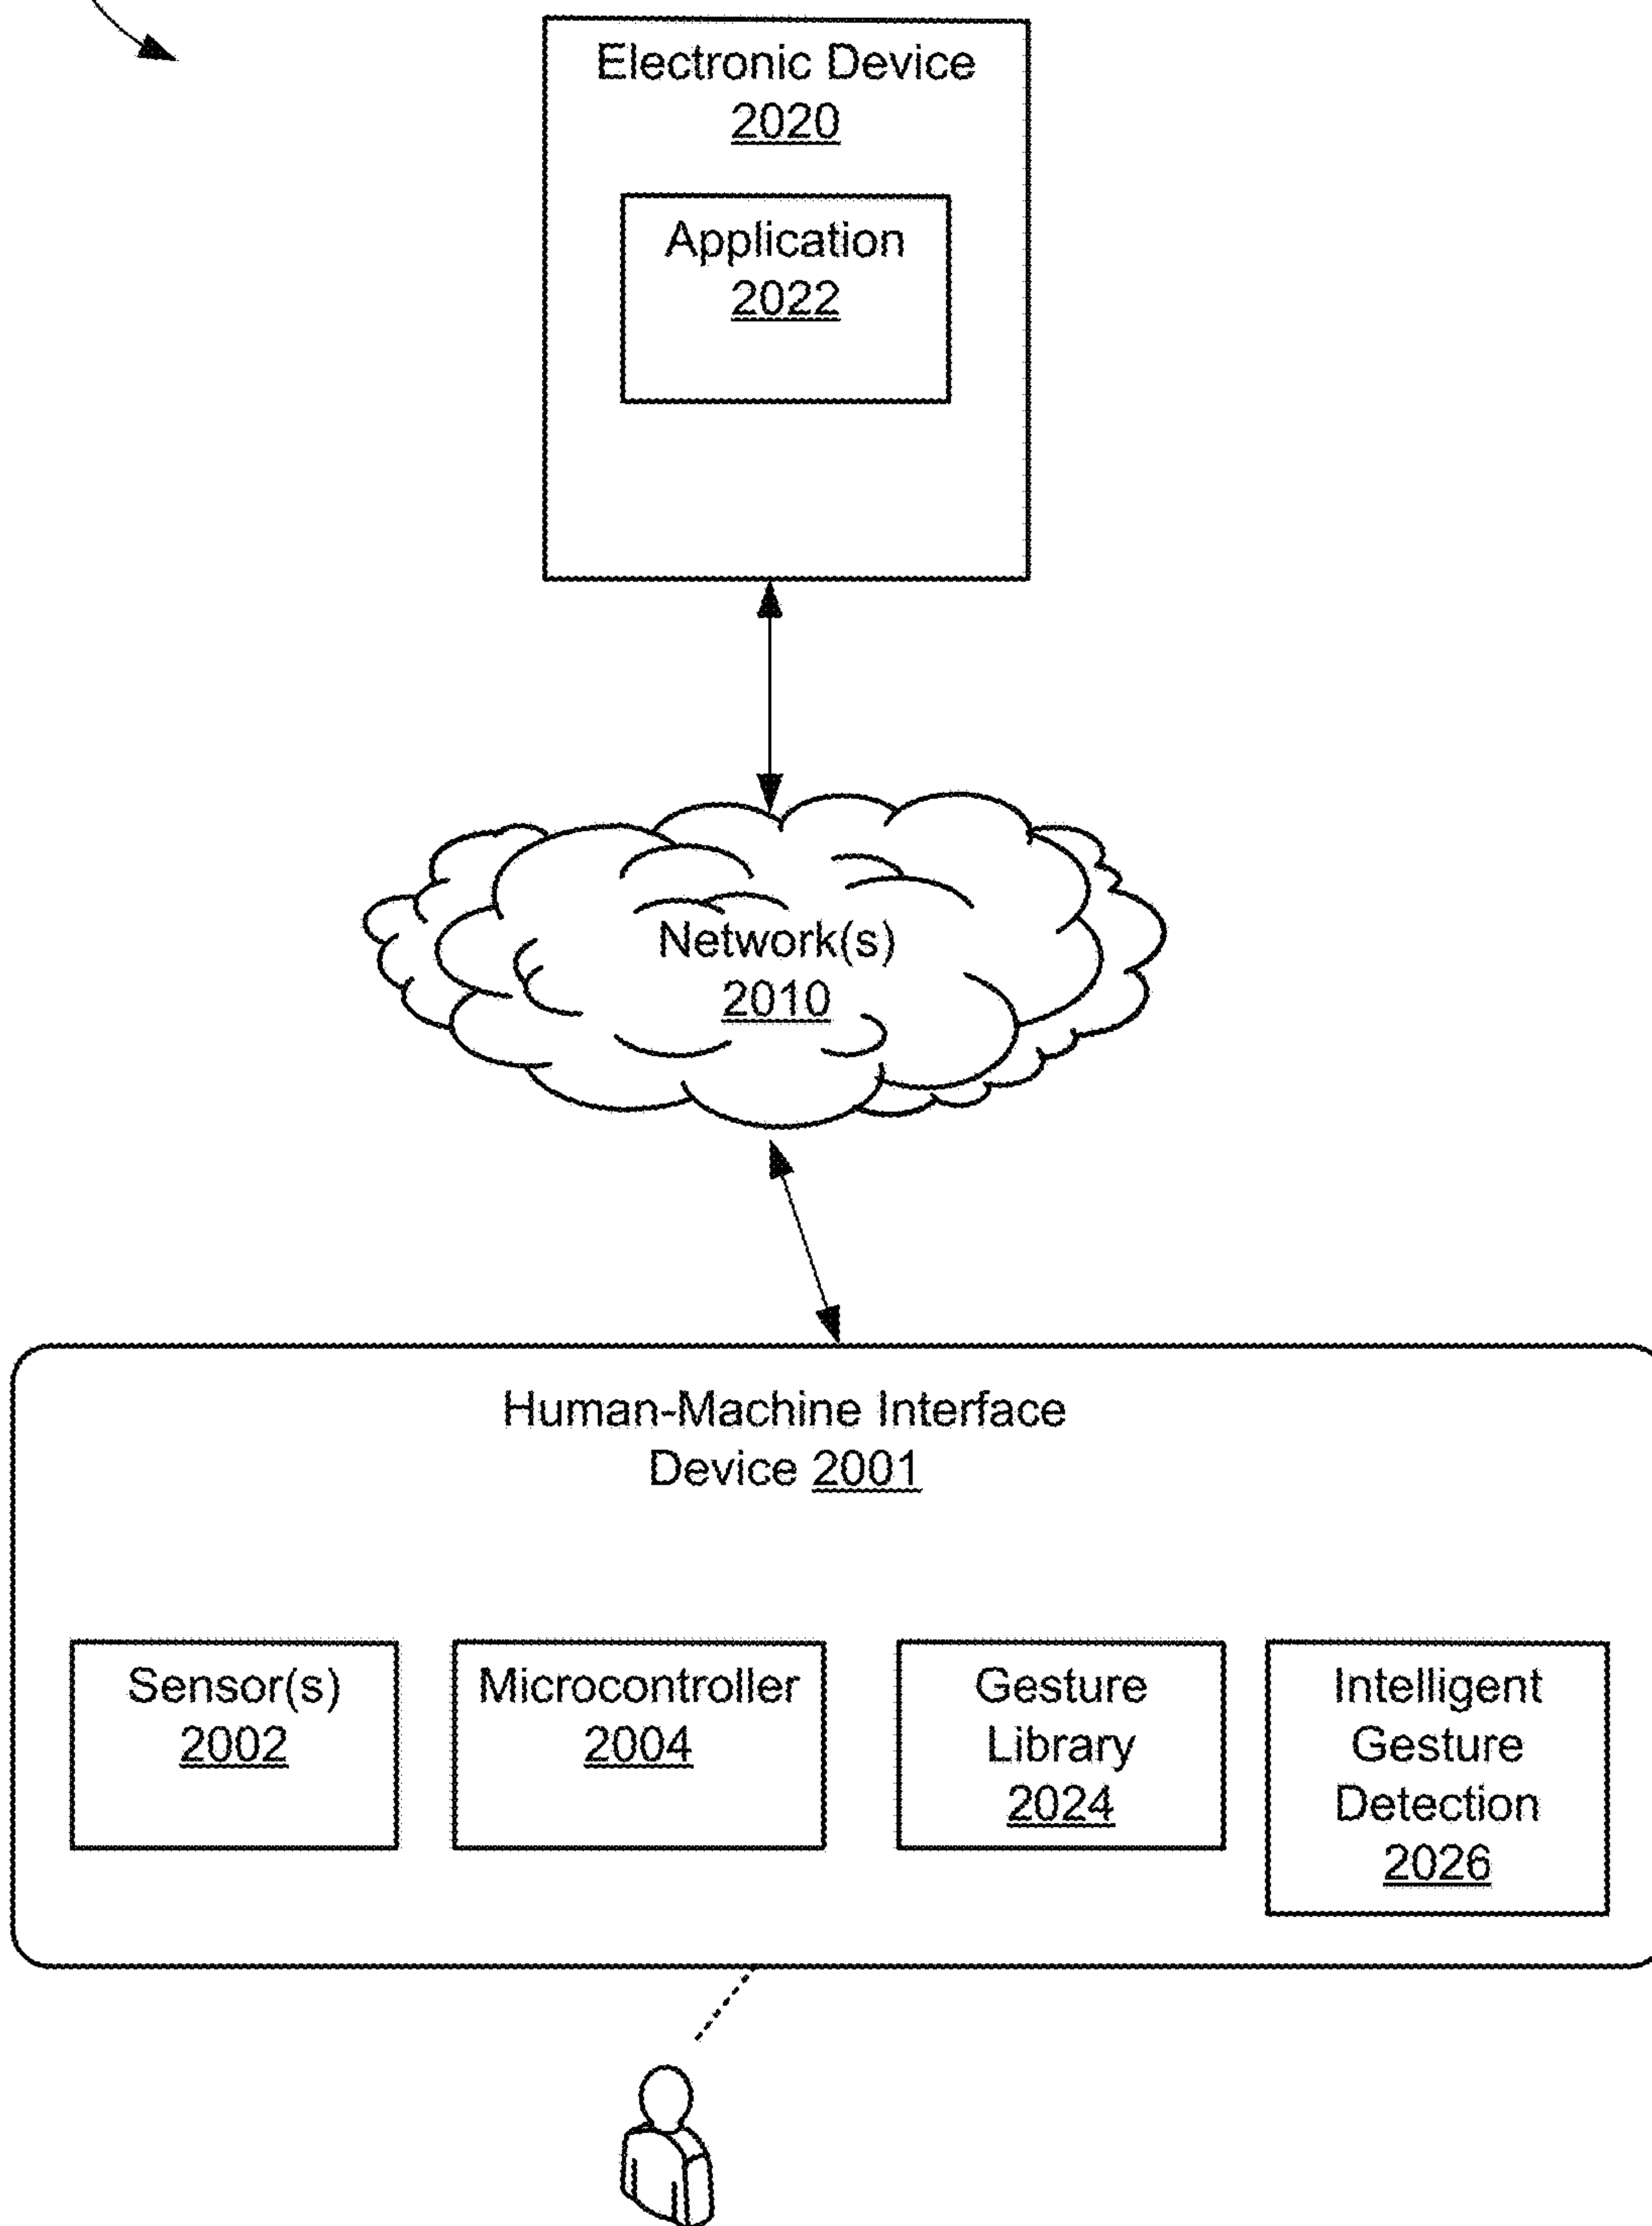 Electronic Device
2020
Application
2022
Network(s)
2010
Human-Machine Interface
Device 2001
Sensor(s)
2002
Microcontroller
2004
Gesture
Library
2024
Intelligent
Gesture
Detection
2026